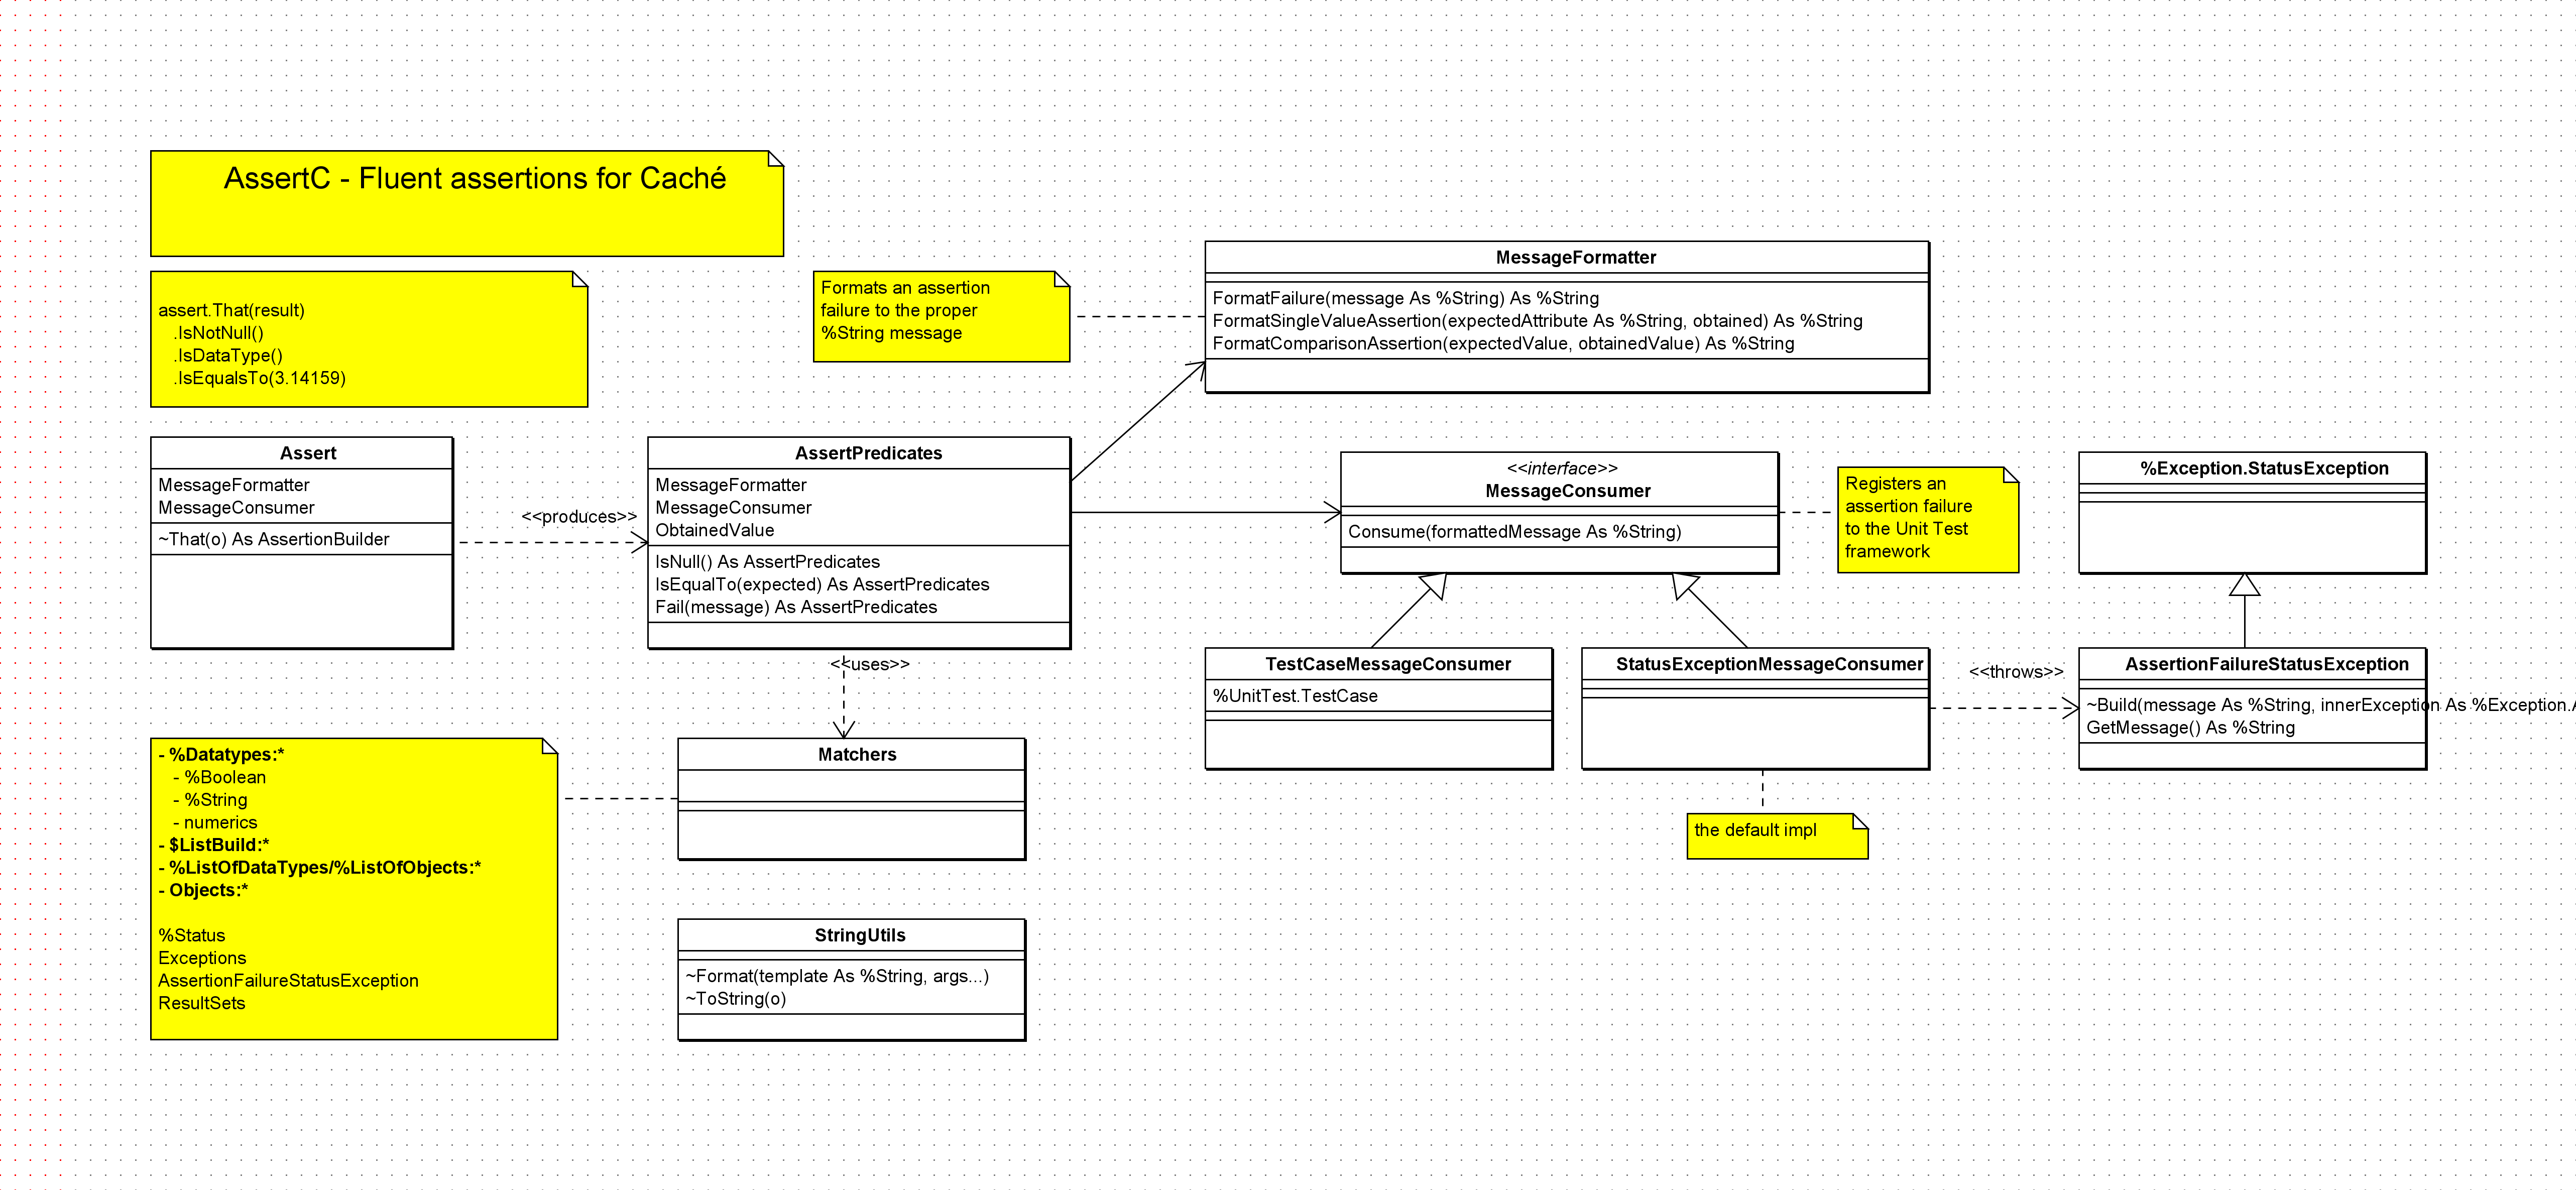 AssertC - Fluent assertions for Caché
assert.That(result)
.IsNotNull()
.IsDataType()
.IsEqualsTo(3.14159)
Formats an assertion
failure to the proper
%String message
MessageFormatter
FormatFailure(message As %String) As %String
FormatSingleValueAssertion(expectedAttribute As %String, obtained) As %String
FormatComparisonAssertion(expectedValue, obtainedValue) As %String
Assert
MessageFormatter
MessageConsumer
~That(o) As AssertionBuilder
<<produces>>
AssertPredicates
MessageFormatter
MessageConsumer
ObtainedValue
IsNull() As AssertPredicates
IsEqualTo(expected) As AssertPredicates
Fail(message) As AssertPredicates
<<uses>>
<<interface>>
MessageConsumer
Consume(formattedMessage As %String)
Registers an
assertion failure
to the Unit Test
framework
%Exception.StatusException
TestCaseMessageConsumer
%UnitTest.TestCase
StatusExceptionMessageConsumer
<<throws>>
AssertionFailureStatusException
~Build(message As %String, innerException As %Exception.A
GetMessage() As %String
the default impl
- %Datatypes:*
- %Boolean
- %String
- numerics
- $ListBuild:*
- %ListOfDataTypes/%ListOfObjects:*
- Objects:*
%Status
Exceptions
AssertionFailureStatusException
ResultSets
Matchers
StringUtils
~Format(template As %String, args...)
~ToString(o)